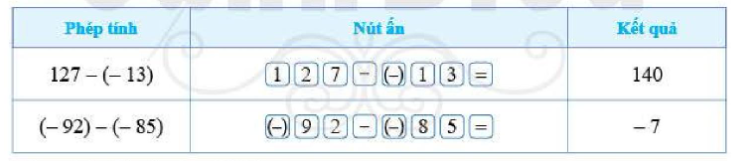 Phép tính Nút ấn Kết quả
127 – (– 13) 1 2 7 – (–) 1 3 = 140
(– 92) – (– 85) (–) 9 2 – (–) 8 5 = – 7